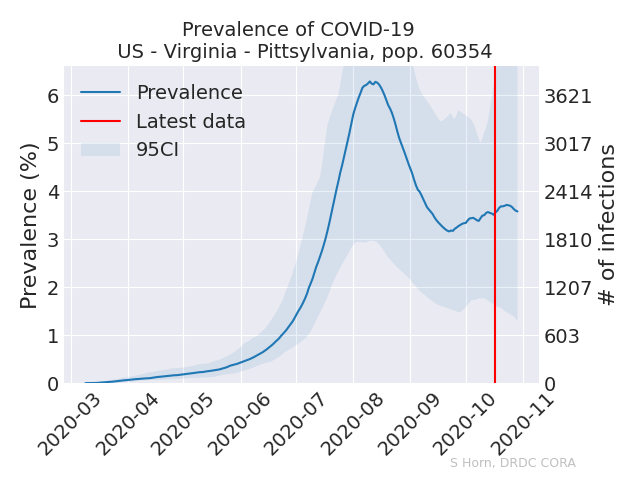 Prevalence of COVID-19
US - Virginia - Pittsylvania, pop. 60354
Prevalence
Latest data
95CI
Prevalence (%)
6
5
4
3
2
1
0
3621
3017
2414
1810
1207
603
0
# of infections
2020-03
2020-04
2020-05
2020-06
2020-07
2020-08
2020-09
2020-10
2020-11
S Horn, DRDC CORA